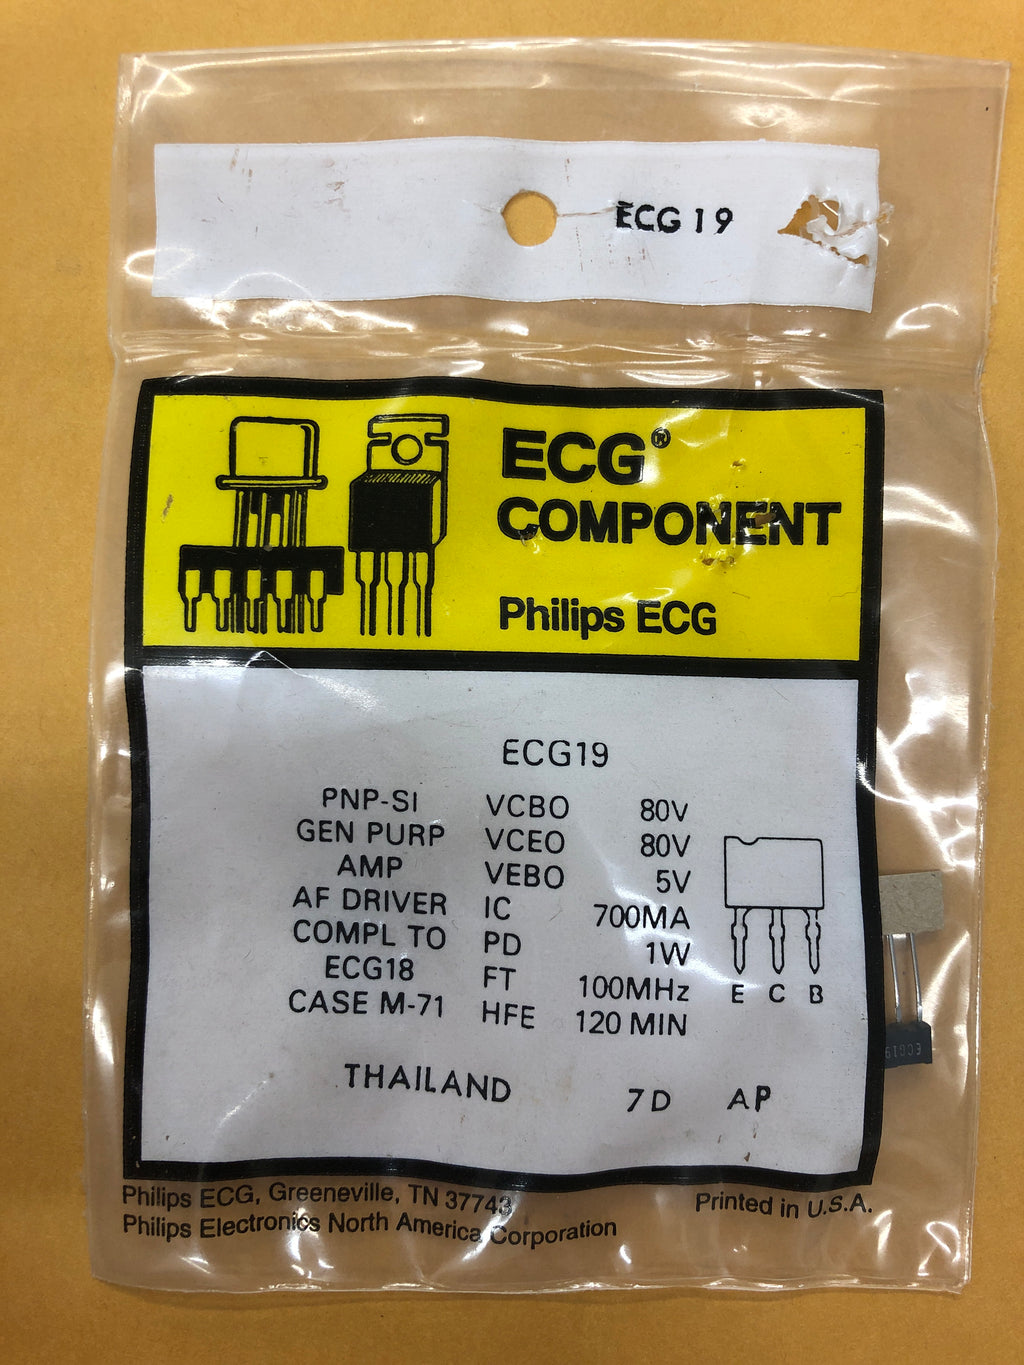 ECG 19
ECG®
COMPONENT
Philips ECG
ECG19
PNP-SI VCBO 80V
GEN PURP VCEO 80V
AMP VEBO 5V
AF DRIVER IC 700MA
COMPL TO PD 1W
ECG18 FT 100MHz
CASE M-71 HFE 120 MIN
E C B
ECG19
THAILAND 7D AP
Philips ECG, Greeneville, TN 37743
Philips Electronics North America Corporation
Printed in U.S.A.